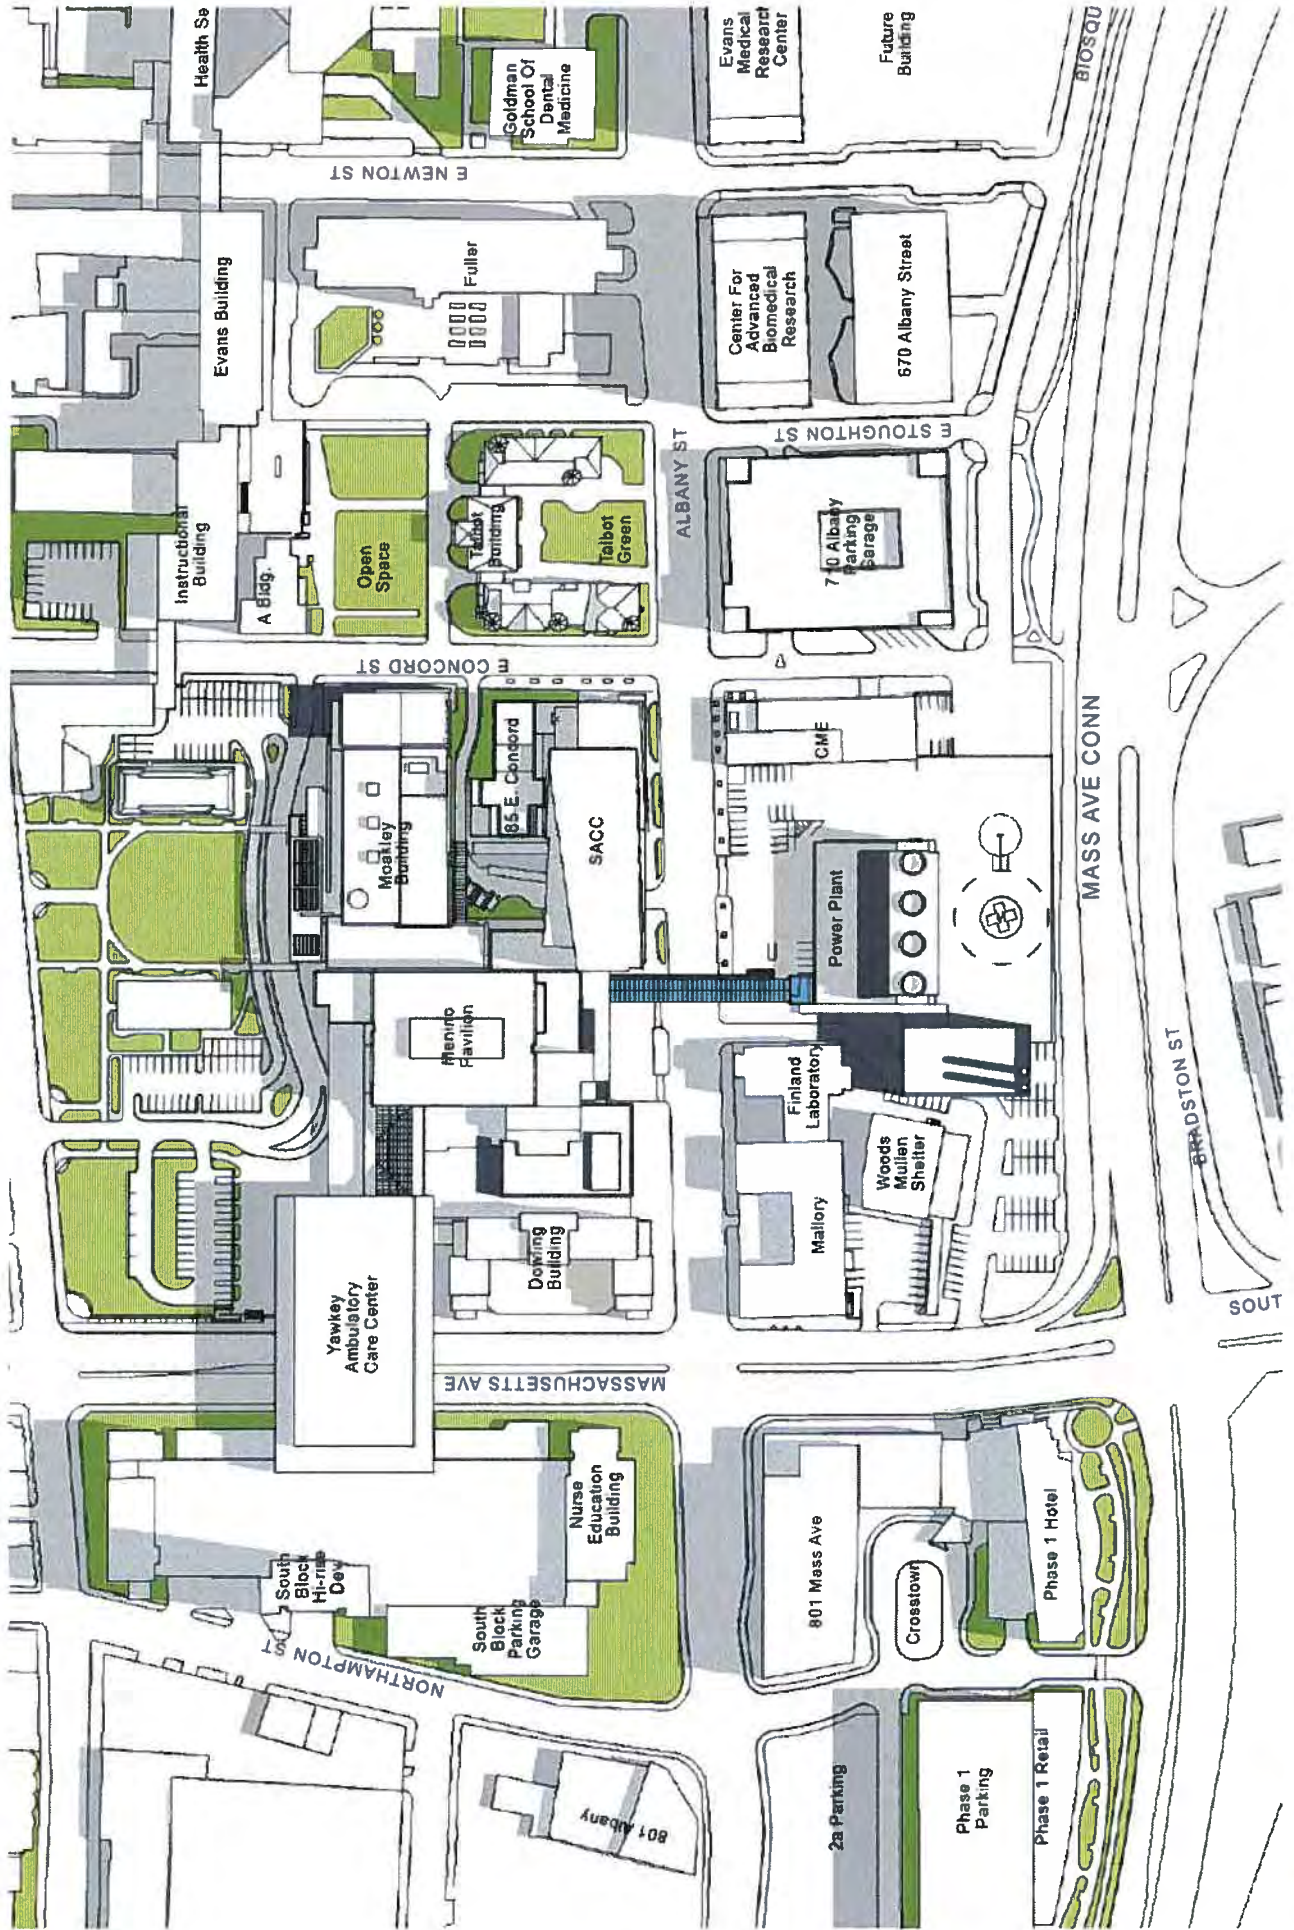 Health Se
Goldman
School Of
Dental
Medicine
Evans
Medical
Research
Center
Future
Building
BIOSQU
E NEWTON ST
Evans Building
Fuller
Center For
Advanced
Biomedical
Research
670 Albany Street
E STOUGHTON ST
ALBANY ST
Instructional
Building
A Bldg.
Open
Space
Talbot
Building
Talbot
Green
710 Albany
Parking
Garage
E CONCORD ST
Moakley
Building
85 E. Concord
SACC
CME
Power Plant
MASS AVE CONN
Menino
Pavilion
Finland
Laboratory
Woods
Mullen
Shelter
BRADSTON ST
Yawkey
Ambulatory
Care Center
Dowling
Building
Mallory
SOUT
MASSACHUSETTS AVE
South
Block
Hi-rise
Dev
Nurse
Education
Building
South
Block
Parking
Garage
801 Mass Ave
Crosstown
Phase 1 Hotel
NORTHAMPTON ST
801 Albany
2a Parking
Phase 1
Parking
Phase 1 Retail